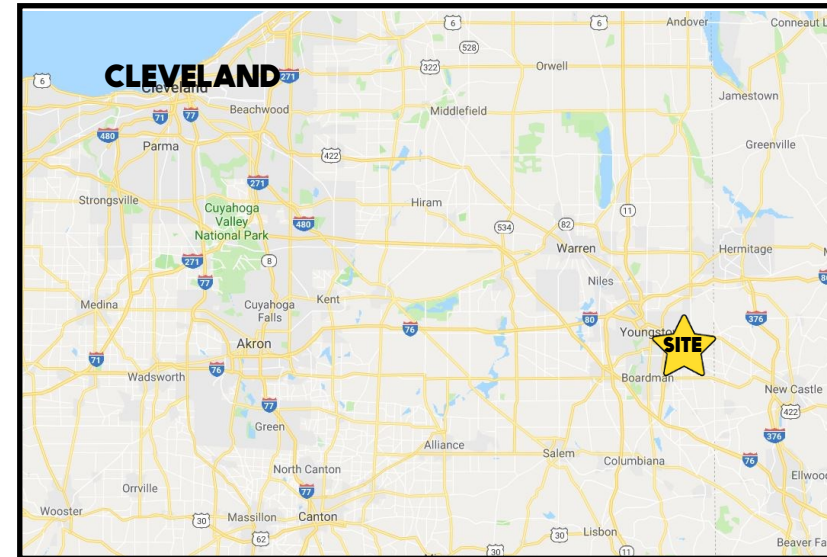 6
6
Andover
Conneaut L
528
322
Orwell
CLEVELAND
Cleveland
271
6
Jamestown
Beachwood
Middlefield
71
77
480
Parma
Greenville
422
271
Strongsville
Hiram
Cuyahoga
Valley
National Park
11
480
534
82
Warren
Hermitage
271
8
77
Niles
80
Medina
Cuyahoga
Falls
Kent
376
80
76
Youngsto
SITE
Akron
71
76
Boardman
Wadsworth
New Castle
77
422
Green
376
Alliance
Salem
Columbiana
76
North Canton
Ellwoo
Orrville
77
Wooster
30
Massillon
Canton
62
30
30
Lisbon
11
Beaver Fa